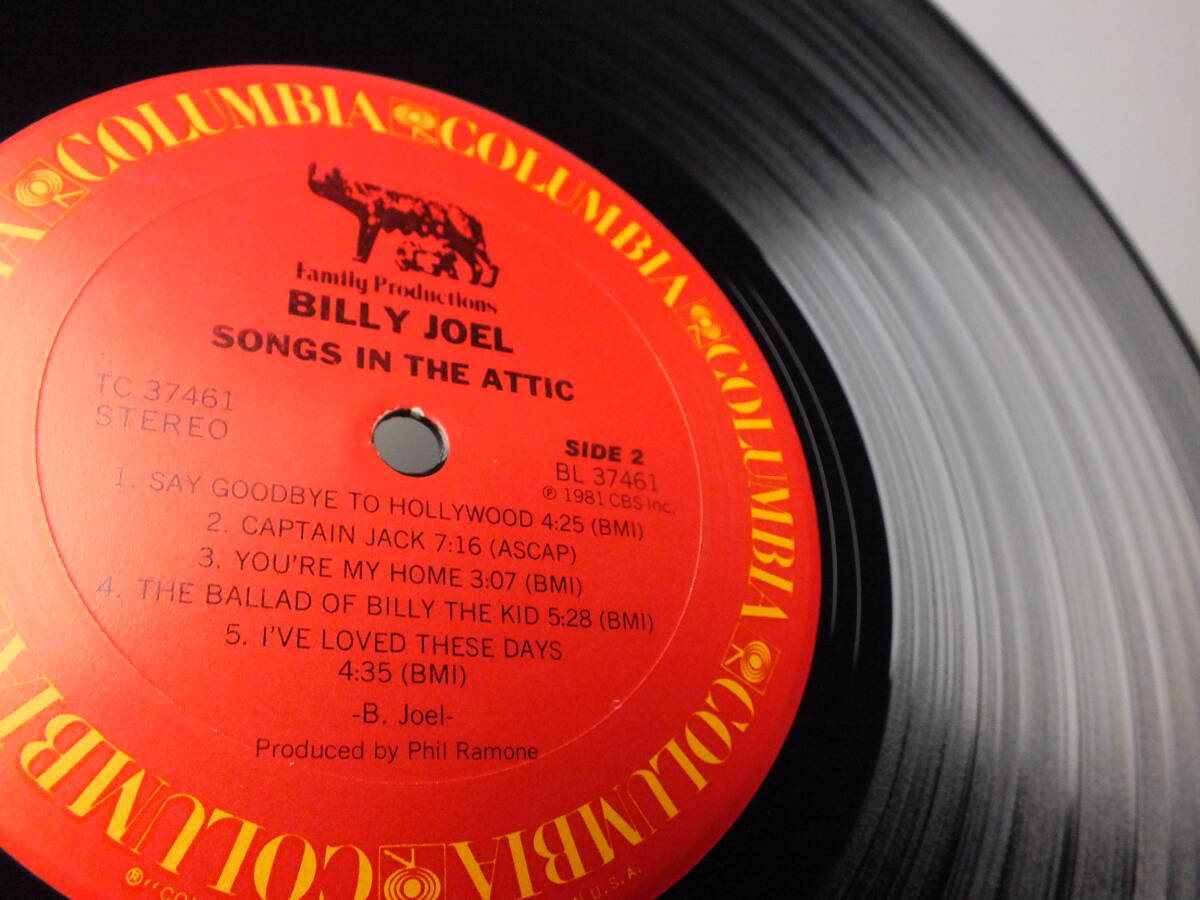 COLUMBIA COLUMBIA COLUMBIA COLUMBIA COLUMBIA COLUMBIA
Family Productions
BILLY JOEL
SONGS IN THE ATTIC
TC 37461
STEREO
SIDE 2
BL 37461
℗ 1981 CBS Inc.
1. SAY GOODBYE TO HOLLYWOOD 4:25 (BMI)
2. CAPTAIN JACK 7:16 (ASCAP)
3. YOU'RE MY HOME 3:07 (BMI)
4. THE BALLAD OF BILLY THE KID 5:28 (BMI)
5. I'VE LOVED THESE DAYS
4:35 (BMI)
-B. Joel-
Produced by Phil Ramone
U.S.A.